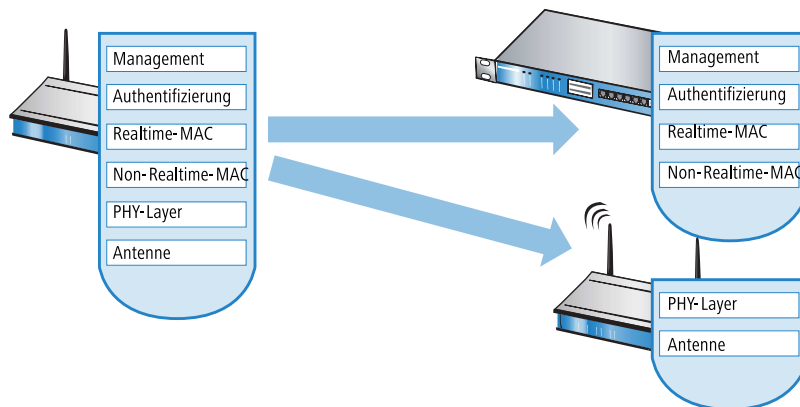 Management
Authentifizierung
Realtime-MAC
Non-Realtime-MAC
PHY-Layer
Antenne
Management
Authentifizierung
Realtime-MAC
Non-Realtime-MAC
PHY-Layer
Antenne